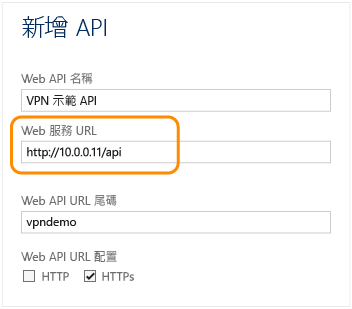 新增 API
Web API 名稱
VPN 示範 API
Web 服務 URL
http://10.0.0.11/api
Web API URL 尾碼
vpndemo
Web API URL 配置
HTTP HTTPs